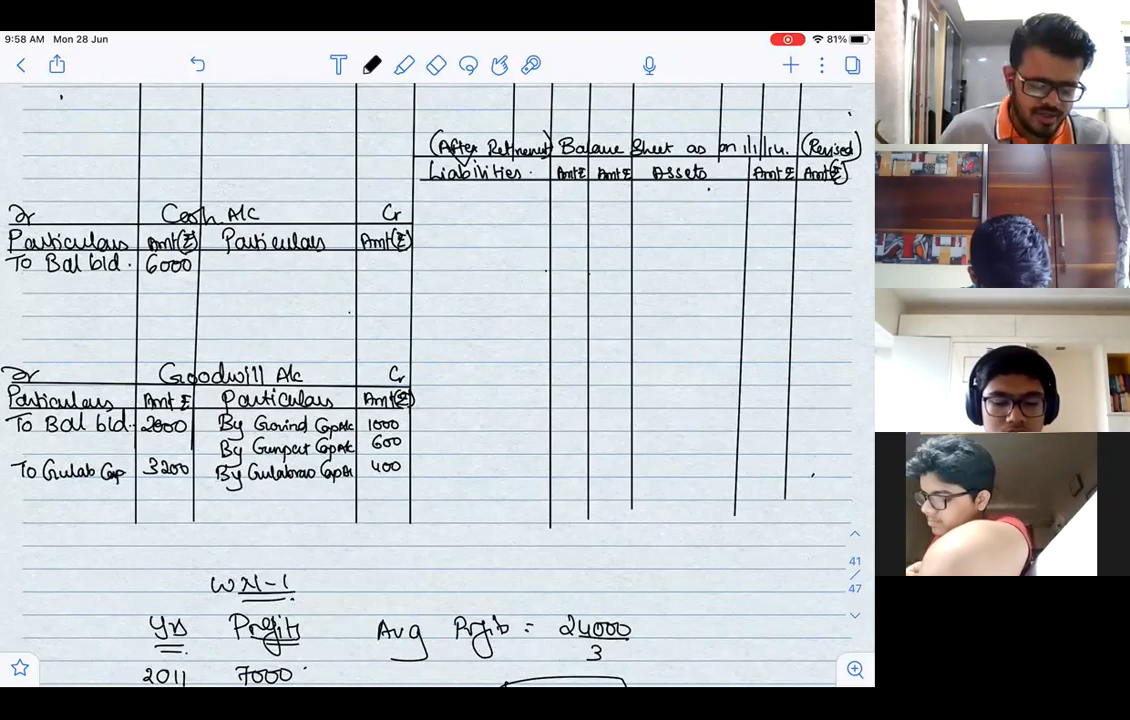 9:58 AM Mon 28 Jun
81%
(After Retirement) Balance Sheet as on 1/1/14. (Revised)
Liabilities. Amt ₹ Amt ₹ Assets Amt ₹ Amt(₹)
Dr Cash A/c Cr
Particulars Amt(₹) Particulars Amt(₹)
To Bal b/d. 6000
Dr Goodwill A/c Cr
Particulars Amt ₹ Particulars Amt(₹)
To Bal b/d. 2000 By Govind Cap A/c 1000
By Gunpat Cap A/c 600
To Gulab Cap 3200 By Gulabrao Cap A/c 400
WN-1
Yrs Profits Avg Profit = 24000
3
2011 7000
41
/
47